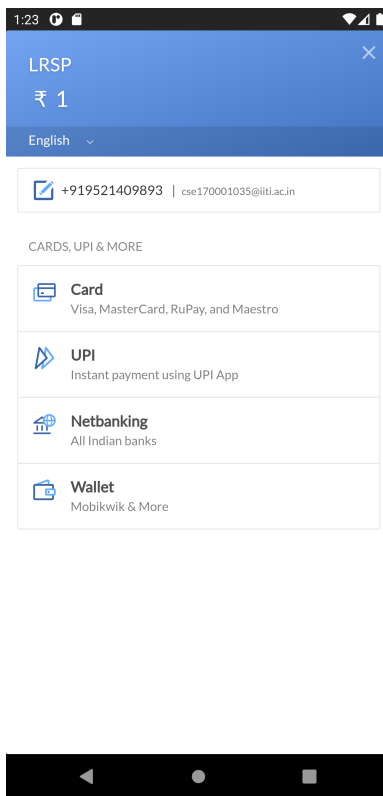 1:23
LRSP
₹ 1
English
+919521409893 | cse170001035@iiti.ac.in
CARDS, UPI & MORE
Card
Visa, MasterCard, RuPay, and Maestro
UPI
Instant payment using UPI App
Netbanking
All Indian banks
Wallet
Mobikwik & More